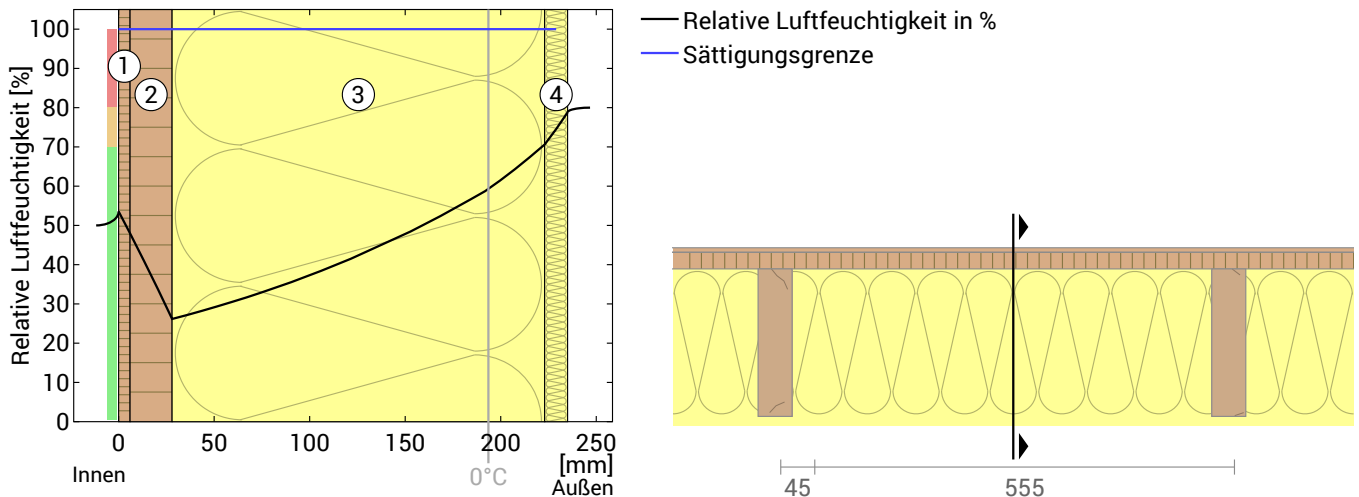 Relative Luftfeuchtigkeit [%]
100
90
80
70
60
50
40
30
20
10
0
1
2
3
4
0 50 100 150 200 250
[mm]
Innen
0°C
Außen
Relative Luftfeuchtigkeit in %
Sättigungsgrenze
45 555